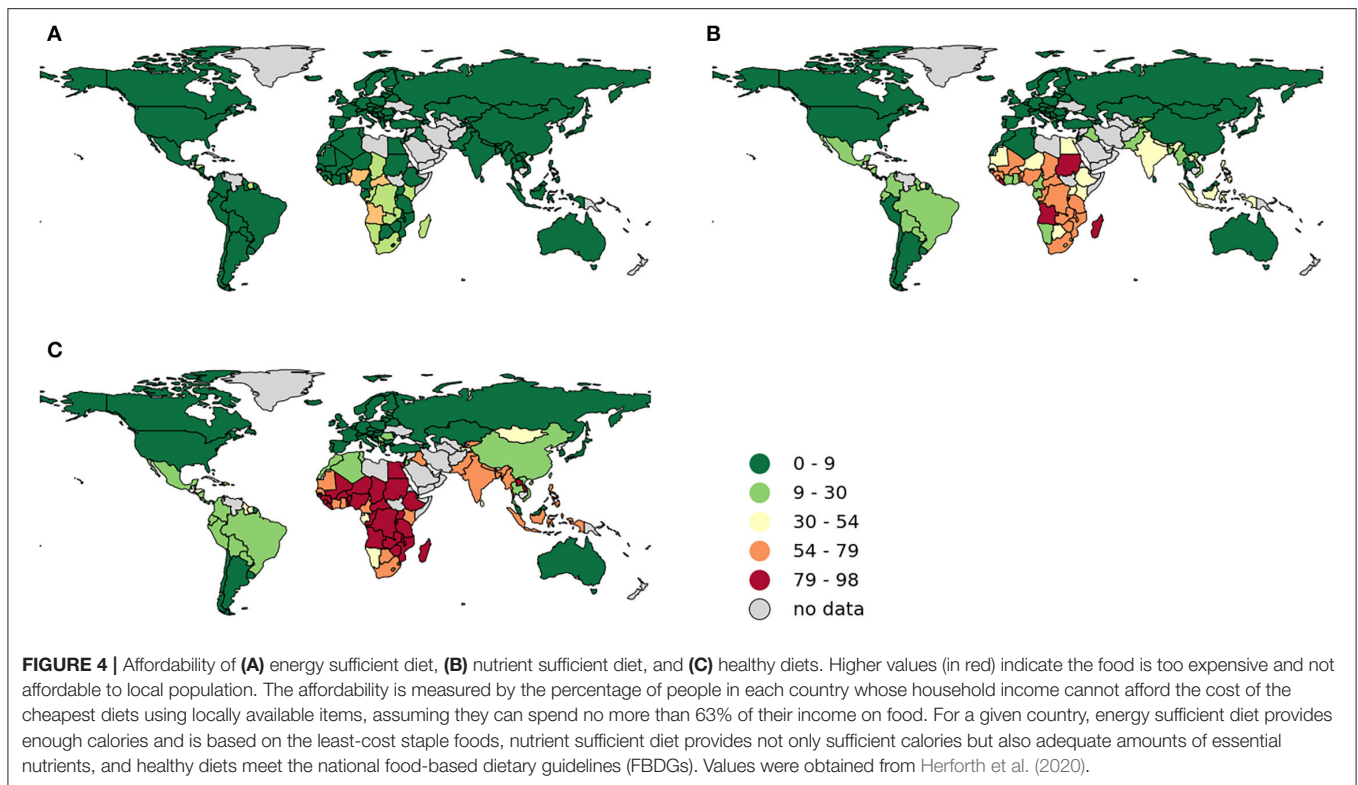 A
B
C
0 - 9
9 - 30
30 - 54
54 - 79
79 - 98
no data
FIGURE 4 | Affordability of (A) energy sufficient diet, (B) nutrient sufficient diet, and (C) healthy diets. Higher values (in red) indicate the food is too expensive and not
affordable to local population. The affordability is measured by the percentage of people in each country whose household income cannot afford the cost of the
cheapest diets using locally available items, assuming they can spend no more than 63% of their income on food. For a given country, energy sufficient diet provides
enough calories and is based on the least-cost staple foods, nutrient sufficient diet provides not only sufficient calories but also adequate amounts of essential
nutrients, and healthy diets meet the national food-based dietary guidelines (FBDGs). Values were obtained from Herforth et al. (2020).